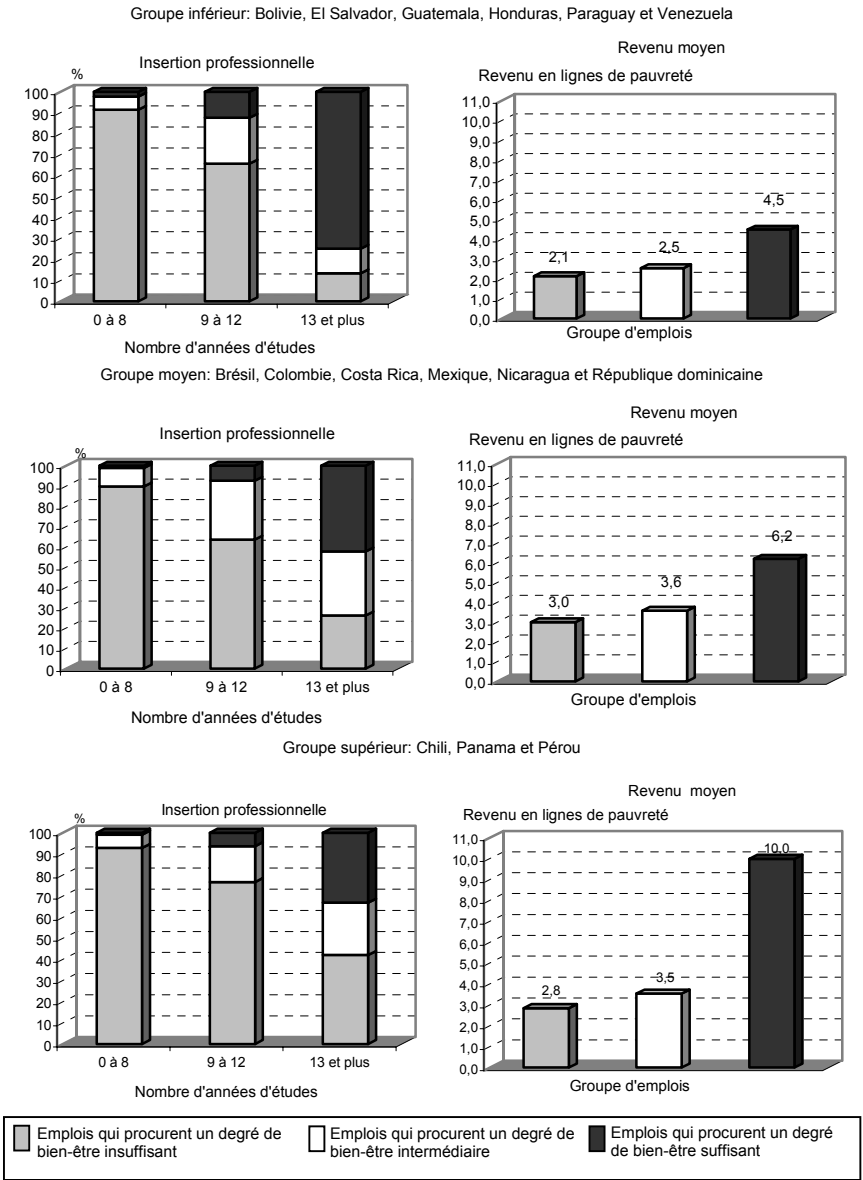 Groupe inférieur: Bolivie, El Salvador, Guatemala, Honduras, Paraguay et Venezuela
Insertion professionnelle
%
100
90
80
70
60
50
40
30
20
10
0
0 à 8
9 à 12
13 et plus
Nombre d'années d'études
Revenu moyen
Revenu en lignes de pauvreté
11,0
10,0
9,0
8,0
7,0
6,0
5,0
4,0
3,0
2,0
1,0
0,0
2,1
2,5
4,5
Groupe d'emplois
Groupe moyen: Brésil, Colombie, Costa Rica, Mexique, Nicaragua et République dominicaine
Insertion professionnelle
%
100
90
80
70
60
50
40
30
20
10
0
0 à 8
9 à 12
13 et plus
Nombre d'années d'études
Revenu moyen
Revenu en lignes de pauvreté
11,0
10,0
9,0
8,0
7,0
6,0
5,0
4,0
3,0
2,0
1,0
0,0
3,0
3,6
6,2
Groupe d'emplois
Groupe supérieur: Chili, Panama et Pérou
Insertion professionnelle
%
100
90
80
70
60
50
40
30
20
10
0
0 à 8
9 à 12
13 et plus
Nombre d'années d'études
Revenu moyen
Revenu en lignes de pauvreté
11,0
10,0
9,0
8,0
7,0
6,0
5,0
4,0
3,0
2,0
1,0
0,0
2,8
3,5
10,0
Groupe d'emplois
Emplois qui procurent un degré de
bien-être insuffisant
Emplois qui procurent un degré de
bien-être intermédiaire
Emplois qui procurent un degré
de bien-être suffisant